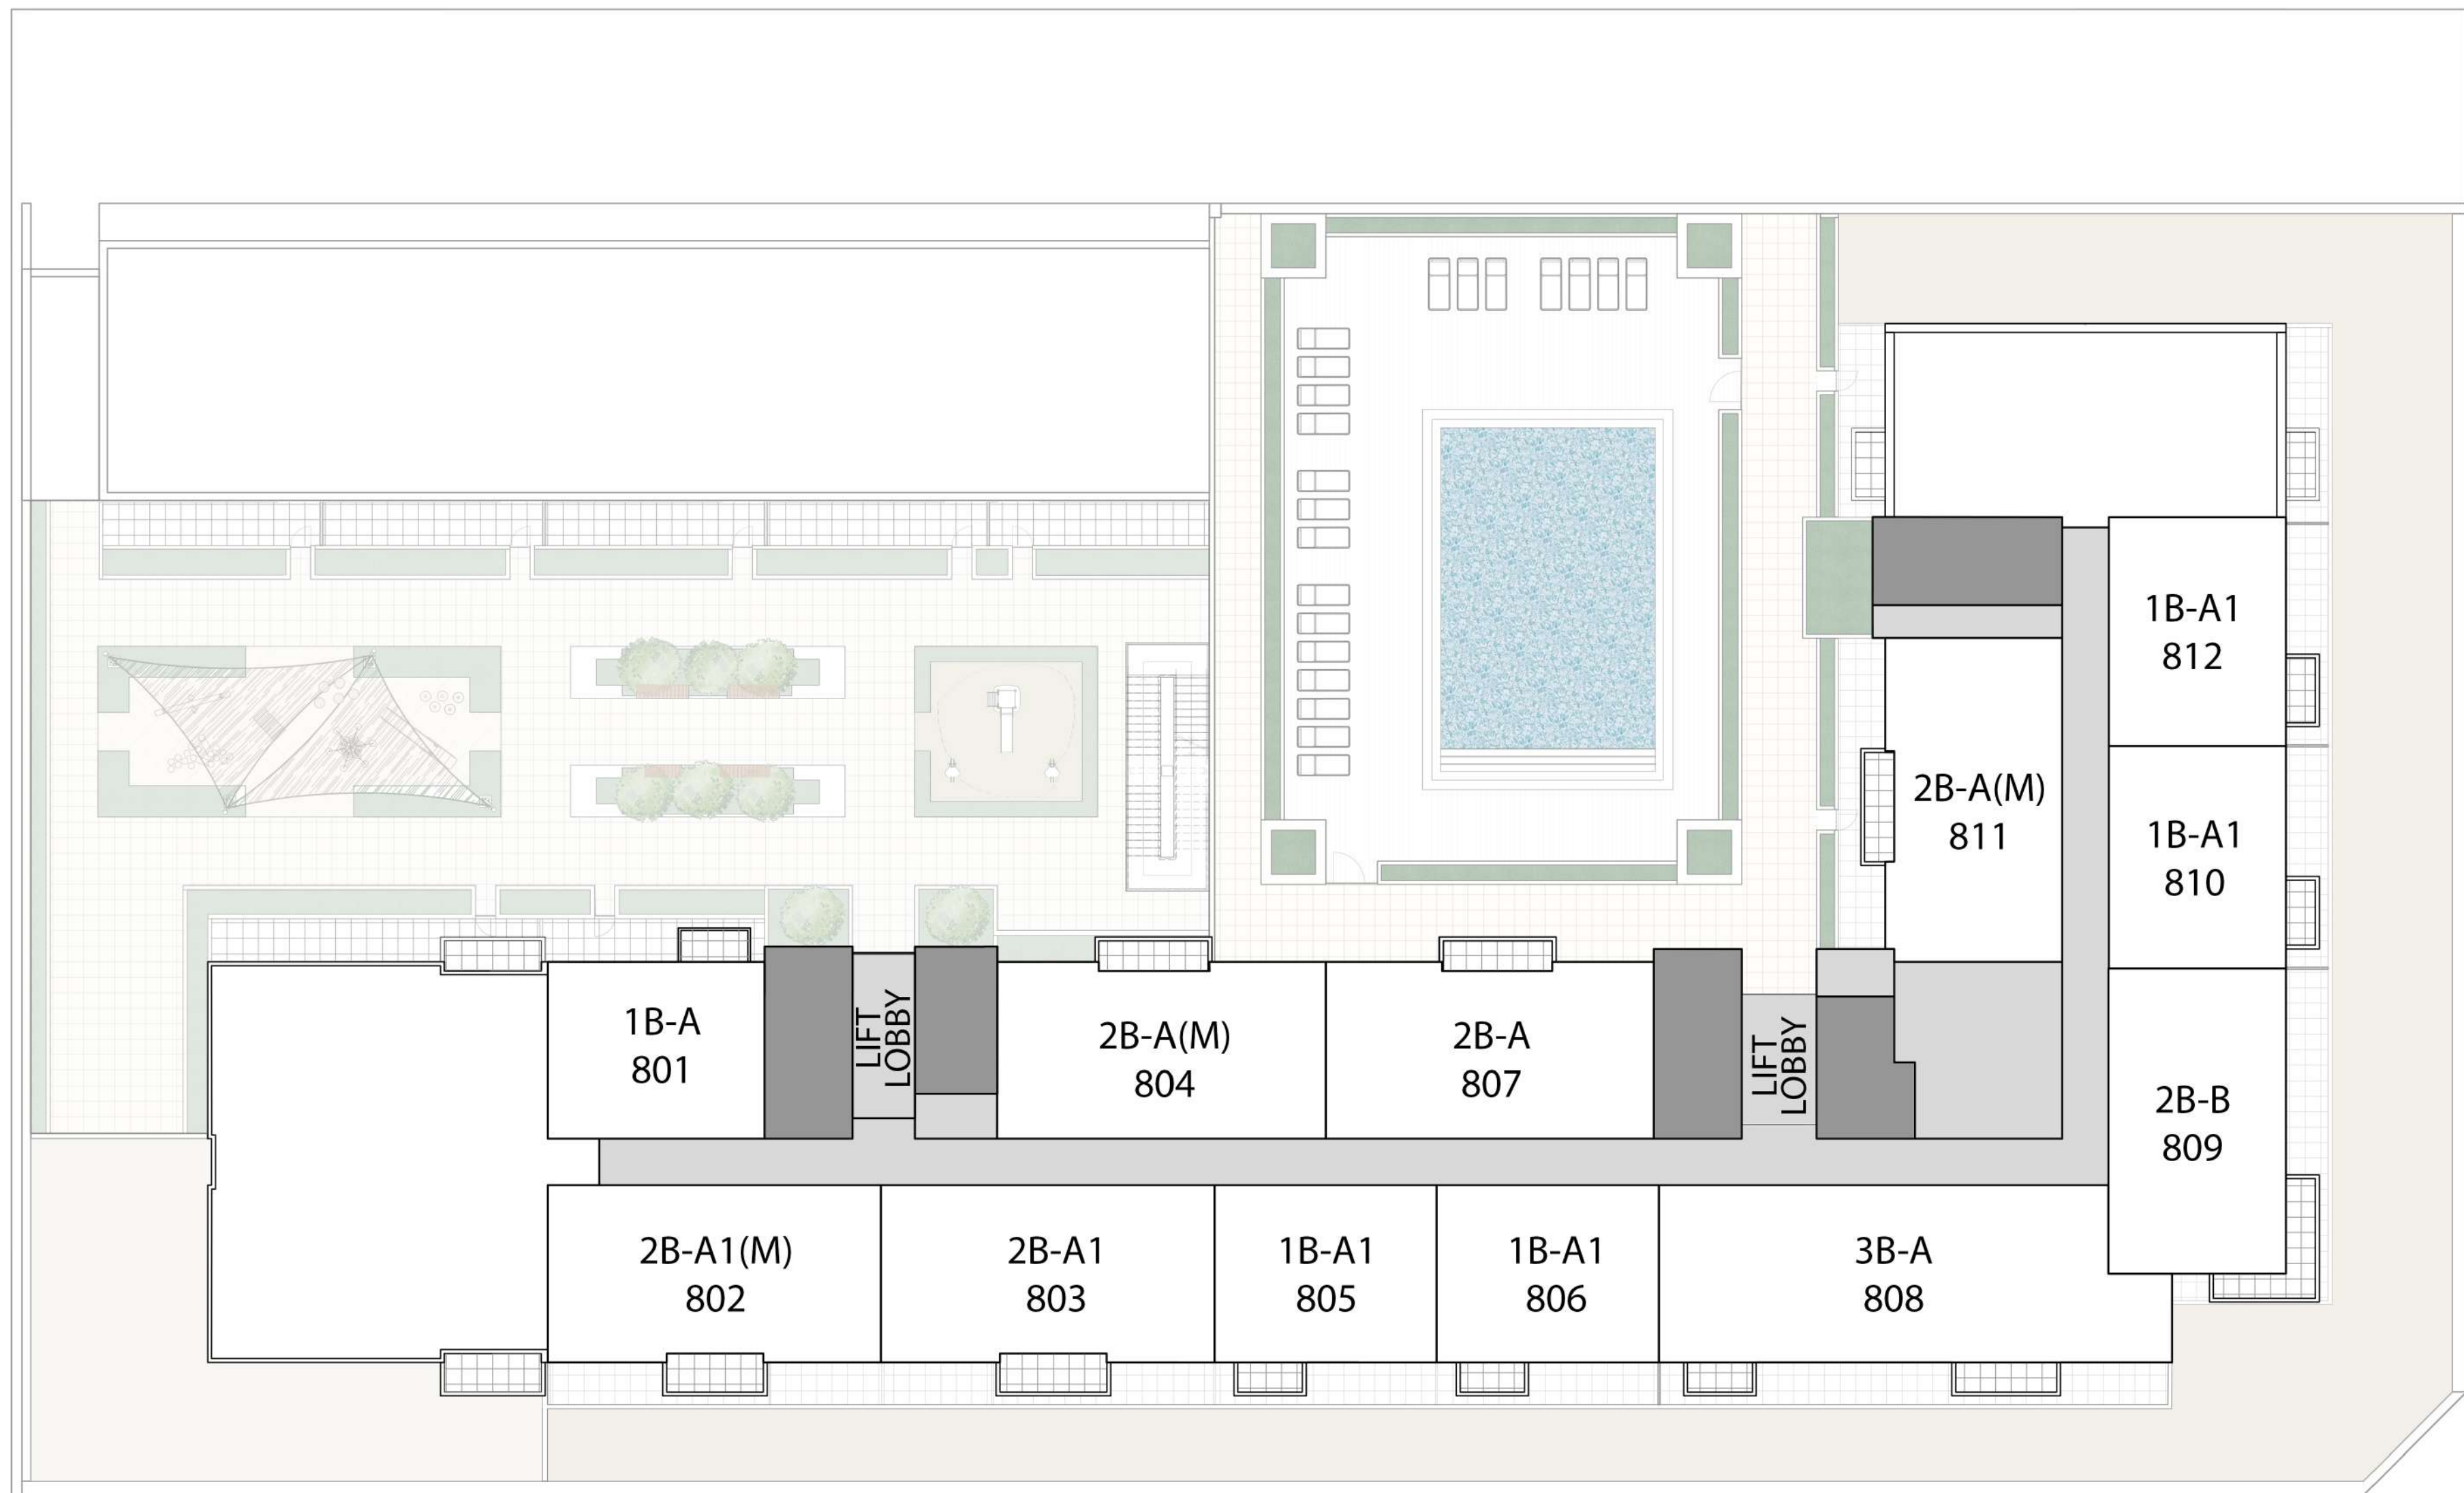 1B-A1
812
2B-A(M)
811
1B-A1
810
1B-A
801
LIFT
LOBBY
2B-A(M)
804
2B-A
807
LIFT
LOBBY
2B-B
809
2B-A1(M)
802
2B-A1
803
1B-A1
805
1B-A1
806
3B-A
808